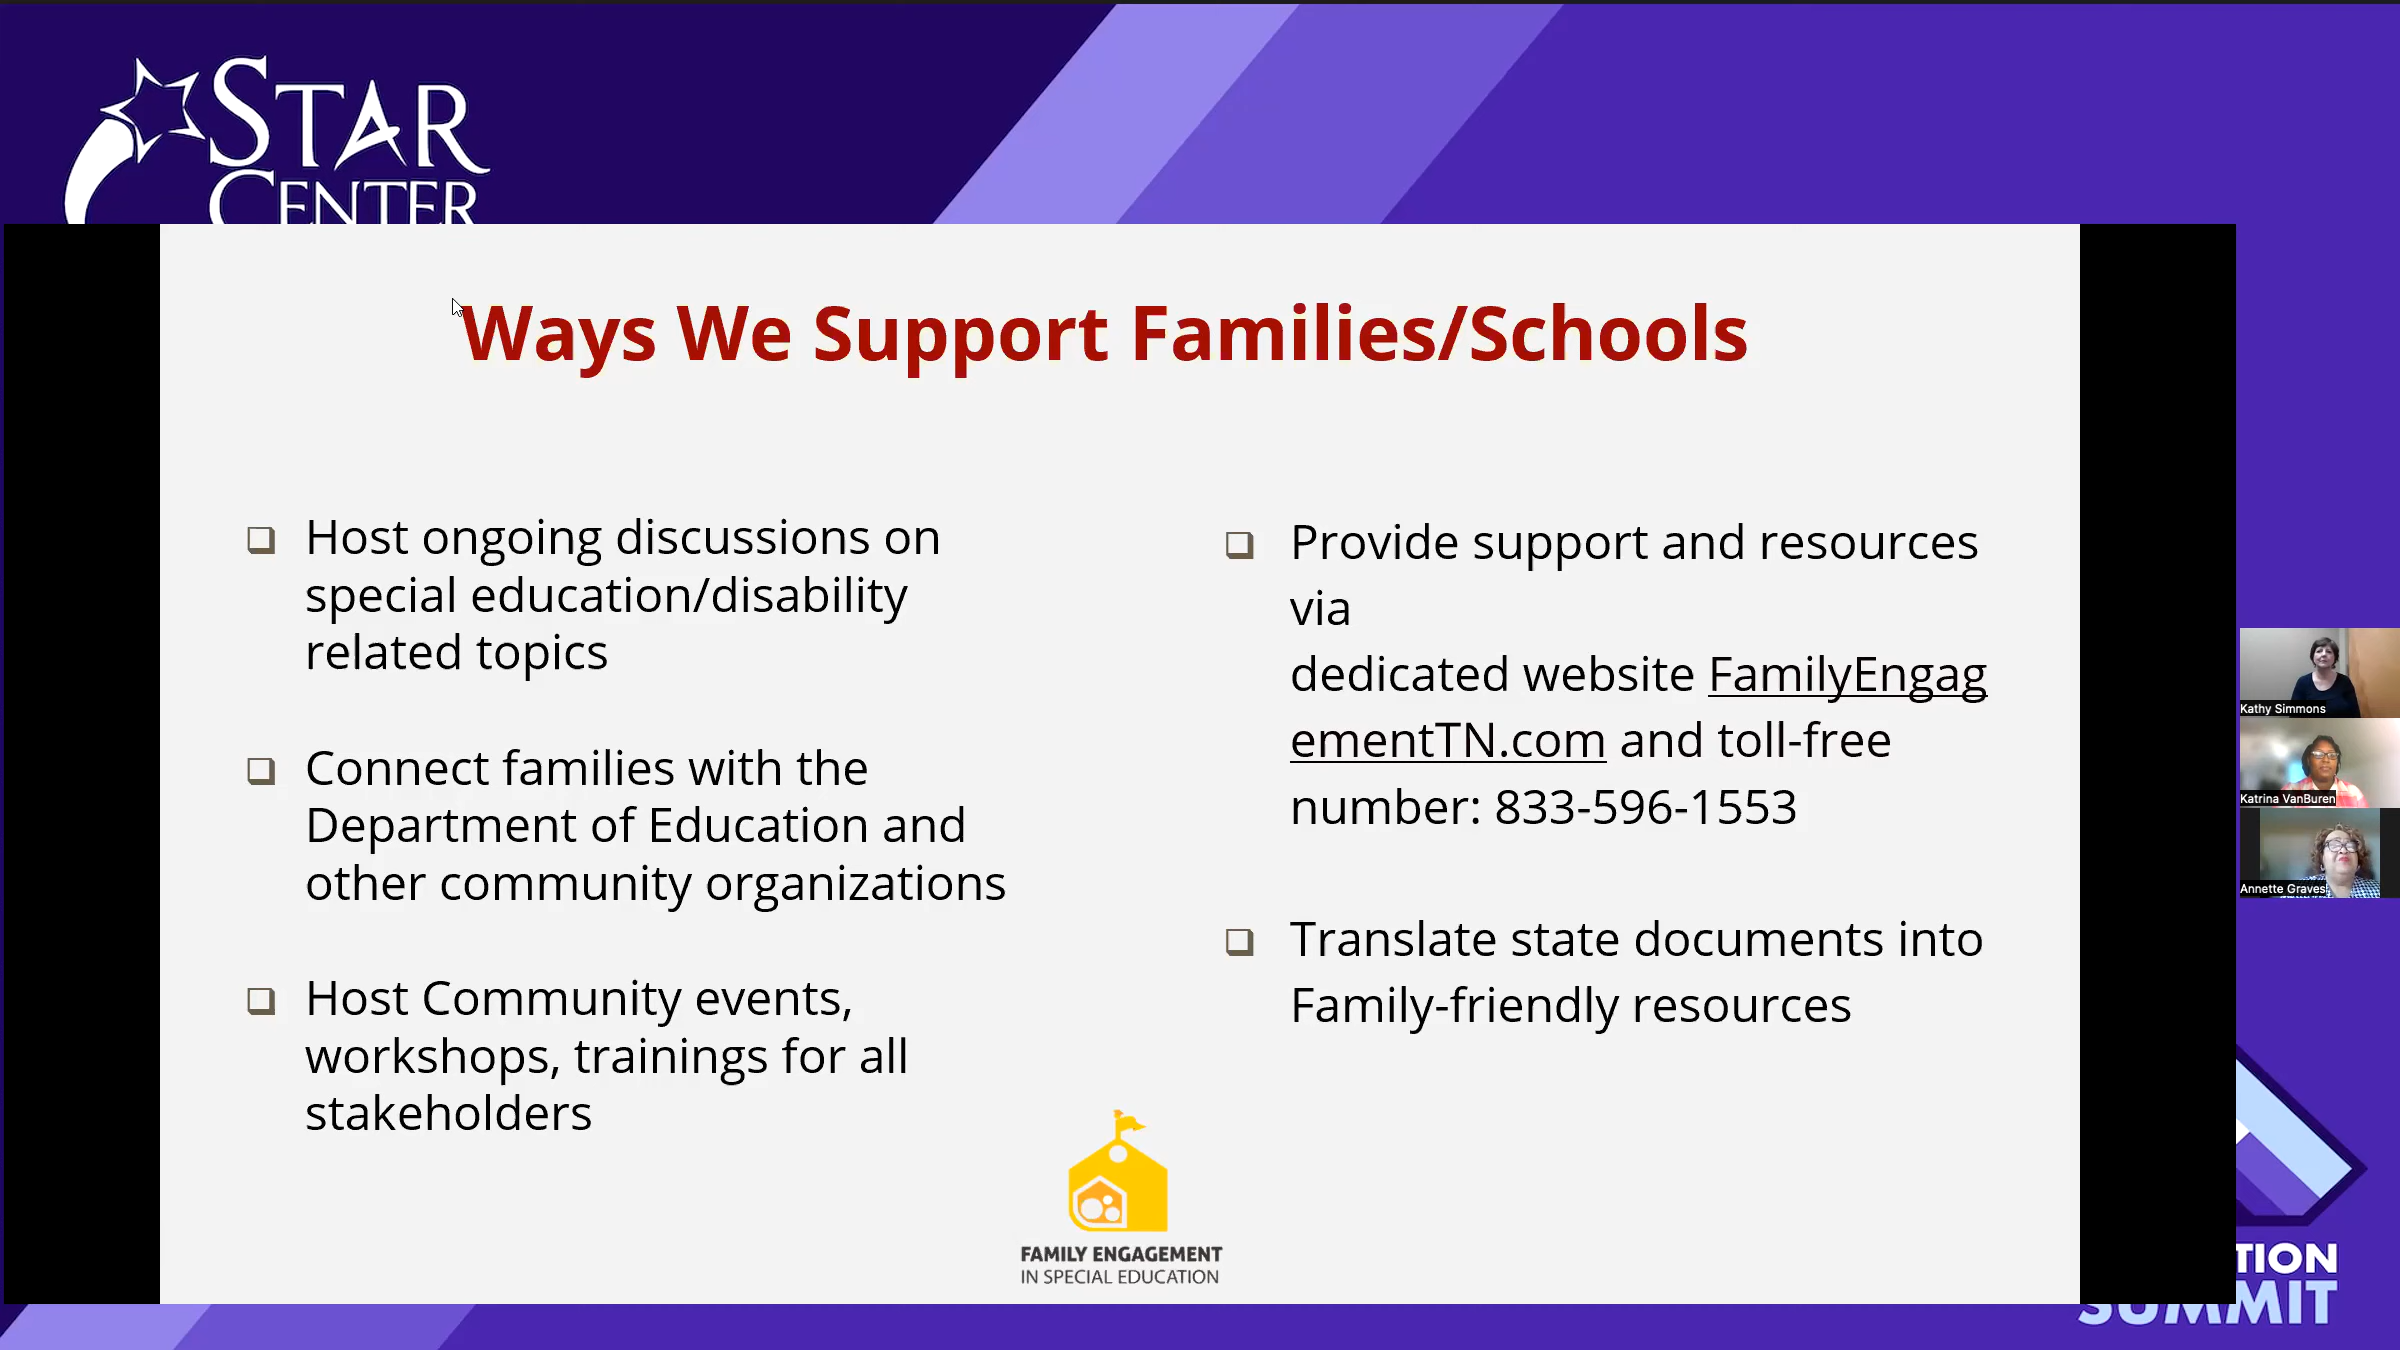 STAR
CENTER
Ways We Support Families/Schools
Host ongoing discussions on
special education/disability
related topics
Connect families with the
Department of Education and
other community organizations
Host Community events,
workshops, trainings for all
stakeholders
Provide support and resources
via
dedicated website FamilyEngag
ementTN.com and toll-free
number: 833-596-1553
Translate state documents into
Family-friendly resources
FAMILY ENGAGEMENT
IN SPECIAL EDUCATION
Kathy Simmons
Katrina VanBuren
Annette Graves
TION
SUMMIT